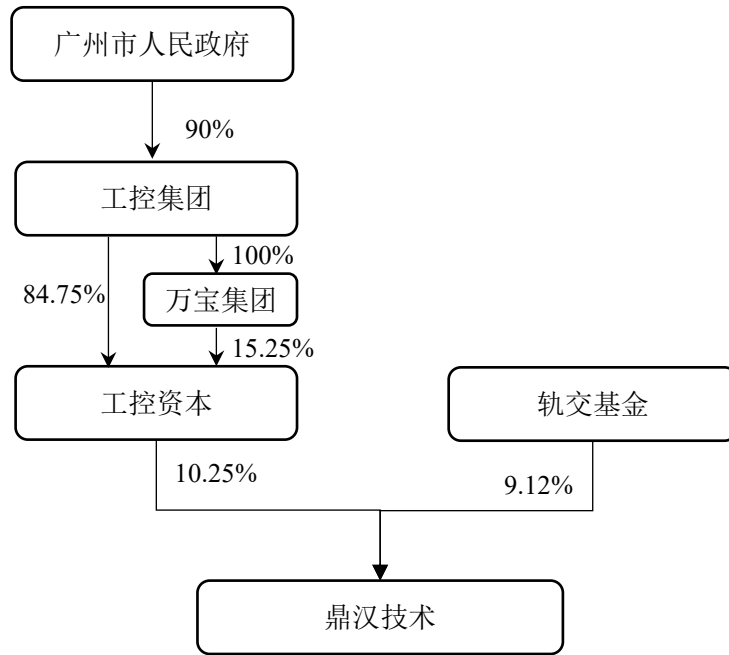 广州市人民政府
90%
工控集团
100%
84.75%
万宝集团
15.25%
工控资本
轨交基金
10.25%
9.12%
鼎汉技术